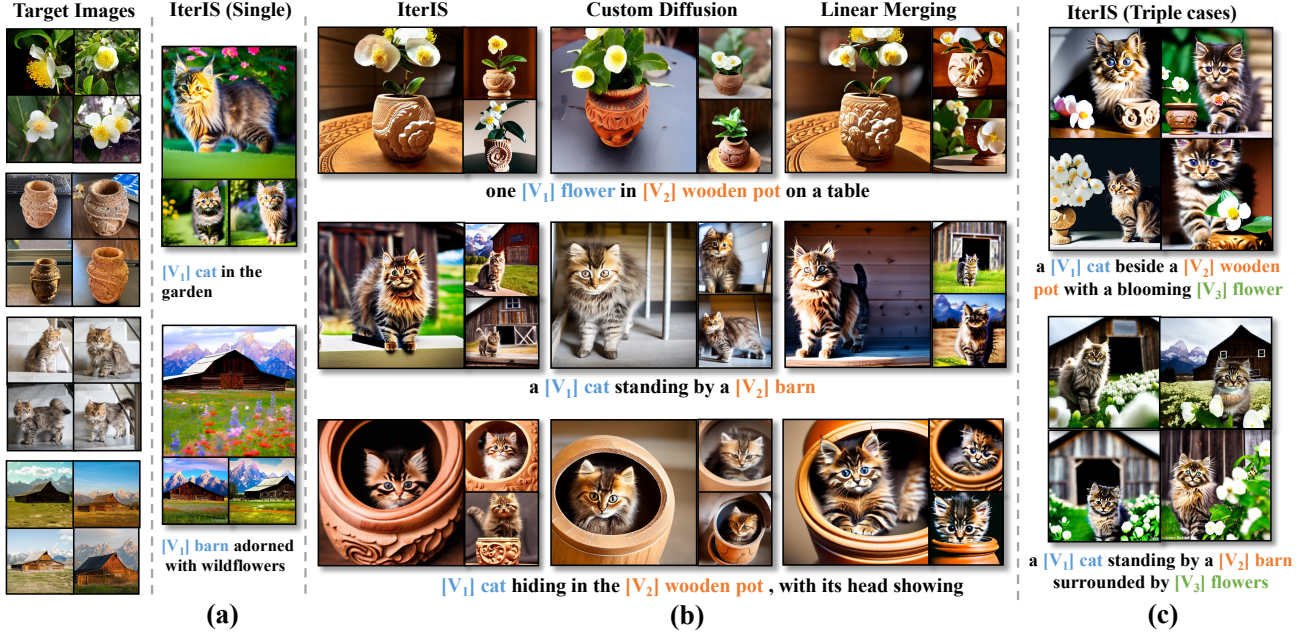 Target Images
IterIS (Single)
IterIS
Custom Diffusion
Linear Merging
IterIS (Triple cases)
[V₁] cat in the
garden
[V₁] barn adorned
with wildflowers
(a)
one [V₁] flower in [V₂] wooden pot on a table
a [V₁] cat standing by a [V₂] barn
[V₁] cat hiding in the [V₂] wooden pot , with its head showing
(b)
a [V₁] cat beside a [V₂] wooden
pot with a blooming [V₃] flower
a [V₁] cat standing by a [V₂] barn
surrounded by [V₃] flowers
(c)